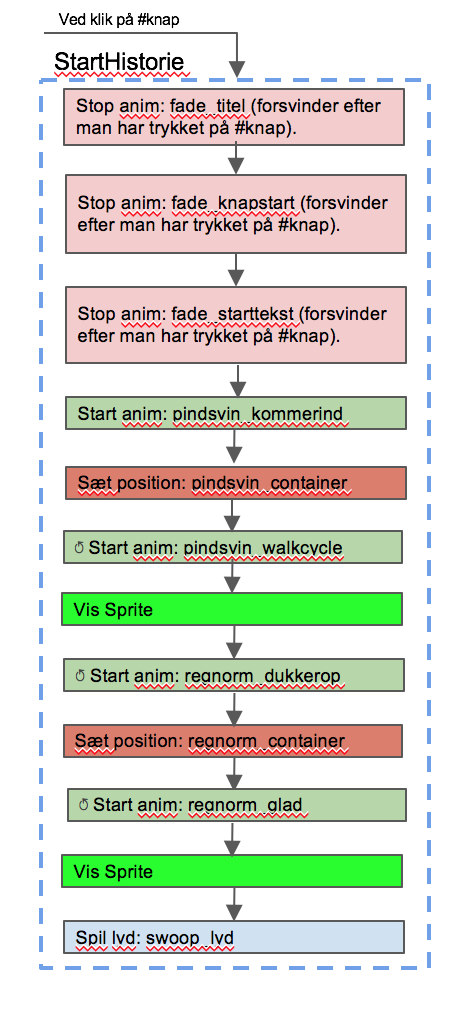 Ved klik på #knap
StartHistorie
Stop anim: fade_titel (forsvinder efter
man har trykket på #knap).
Stop anim: fade_knapstart (forsvinder
efter man har trykket på #knap).
Stop anim: fade_starttekst (forsvinder
efter man har trykket på #knap).
Start anim: pindsvin_kommerind
Sæt position: pindsvin_container
⥀ Start anim: pindsvin_walkcycle
Vis Sprite
⥀ Start anim: regnorm_dukkerop
Sæt position: regnorm_container
⥀ Start anim: regnorm_glad
Vis Sprite
Spil lyd: swoop_lyd